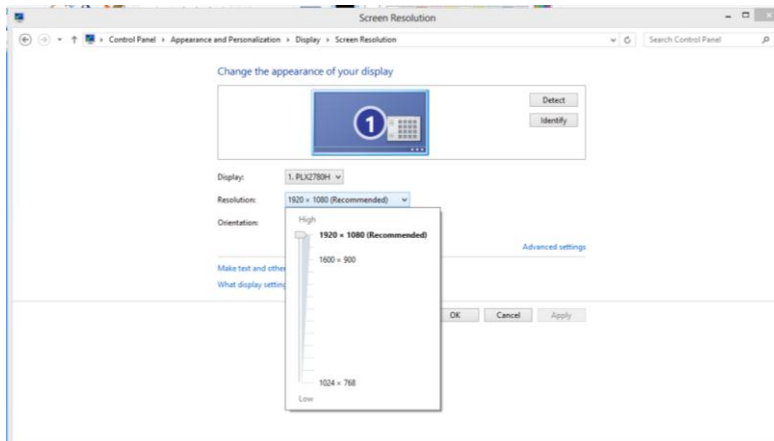 Screen Resolution
Control Panel › Appearance and Personalization › Display › Screen Resolution
Search Control Panel
Change the appearance of your display
1
Detect
Identify
Display: 1. PLX2780H
Resolution: 1920 × 1080 (Recommended)
Orientation:
High
1920 × 1080 (Recommended)
Advanced settings
1600 × 900
Make text and other
What display setting
OK Cancel Apply
1024 × 768
Low